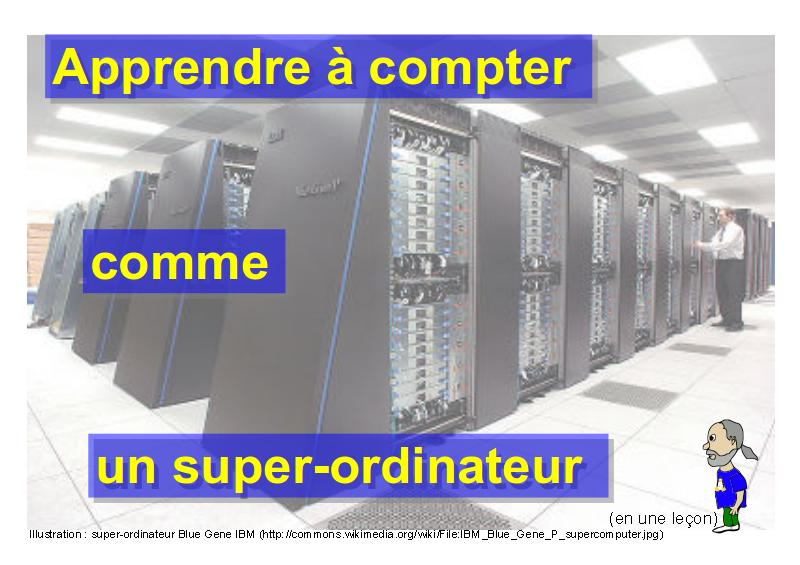 Apprendre à compter
comme
un super-ordinateur
(en une leçon)
Illustration : super-ordinateur Blue Gene IBM (http://commons.wikimedia.org/wiki/File:IBM_Blue_Gene_P_supercomputer.jpg)